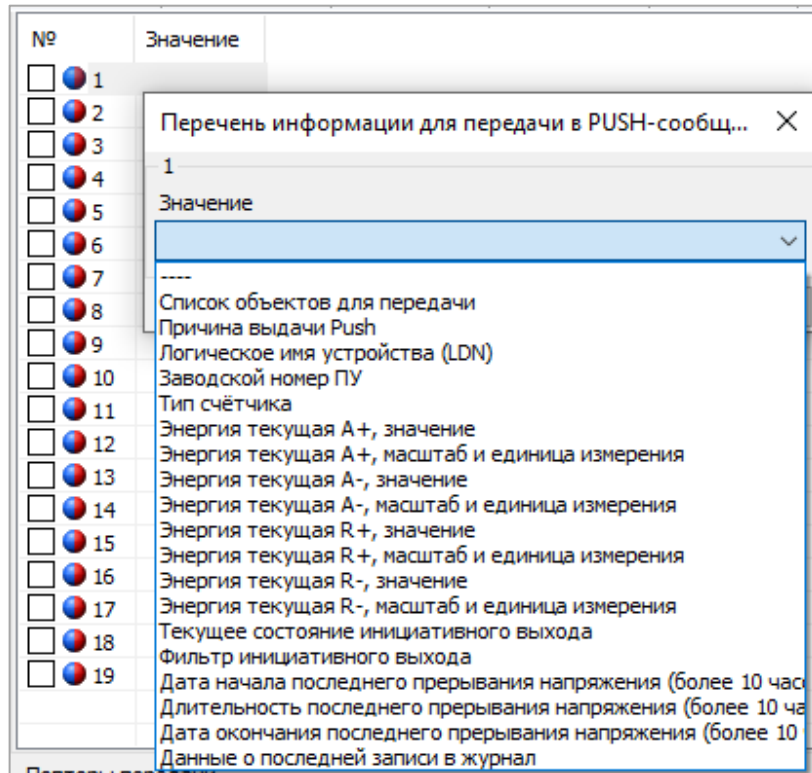 № Значение
1
2
3
4
5
6
7
8
9
10
11
12
13
14
15
16
17
18
19
Перечень информации для передачи в PUSH-сообщ...
1
Значение
----
Список объектов для передачи
Причина выдачи Push
Логическое имя устройства (LDN)
Заводской номер ПУ
Тип счётчика
Энергия текущая A+, значение
Энергия текущая A+, масштаб и единица измерения
Энергия текущая A-, значение
Энергия текущая A-, масштаб и единица измерения
Энергия текущая R+, значение
Энергия текущая R+, масштаб и единица измерения
Энергия текущая R-, значение
Энергия текущая R-, масштаб и единица измерения
Текущее состояние инициативного выхода
Фильтр инициативного выхода
Дата начала последнего прерывания напряжения (более 10 часо
Длительность последнего прерывания напряжения (более 10 ча
Дата окончания последнего прерывания напряжения (более 10
Данные о последней записи в журнал